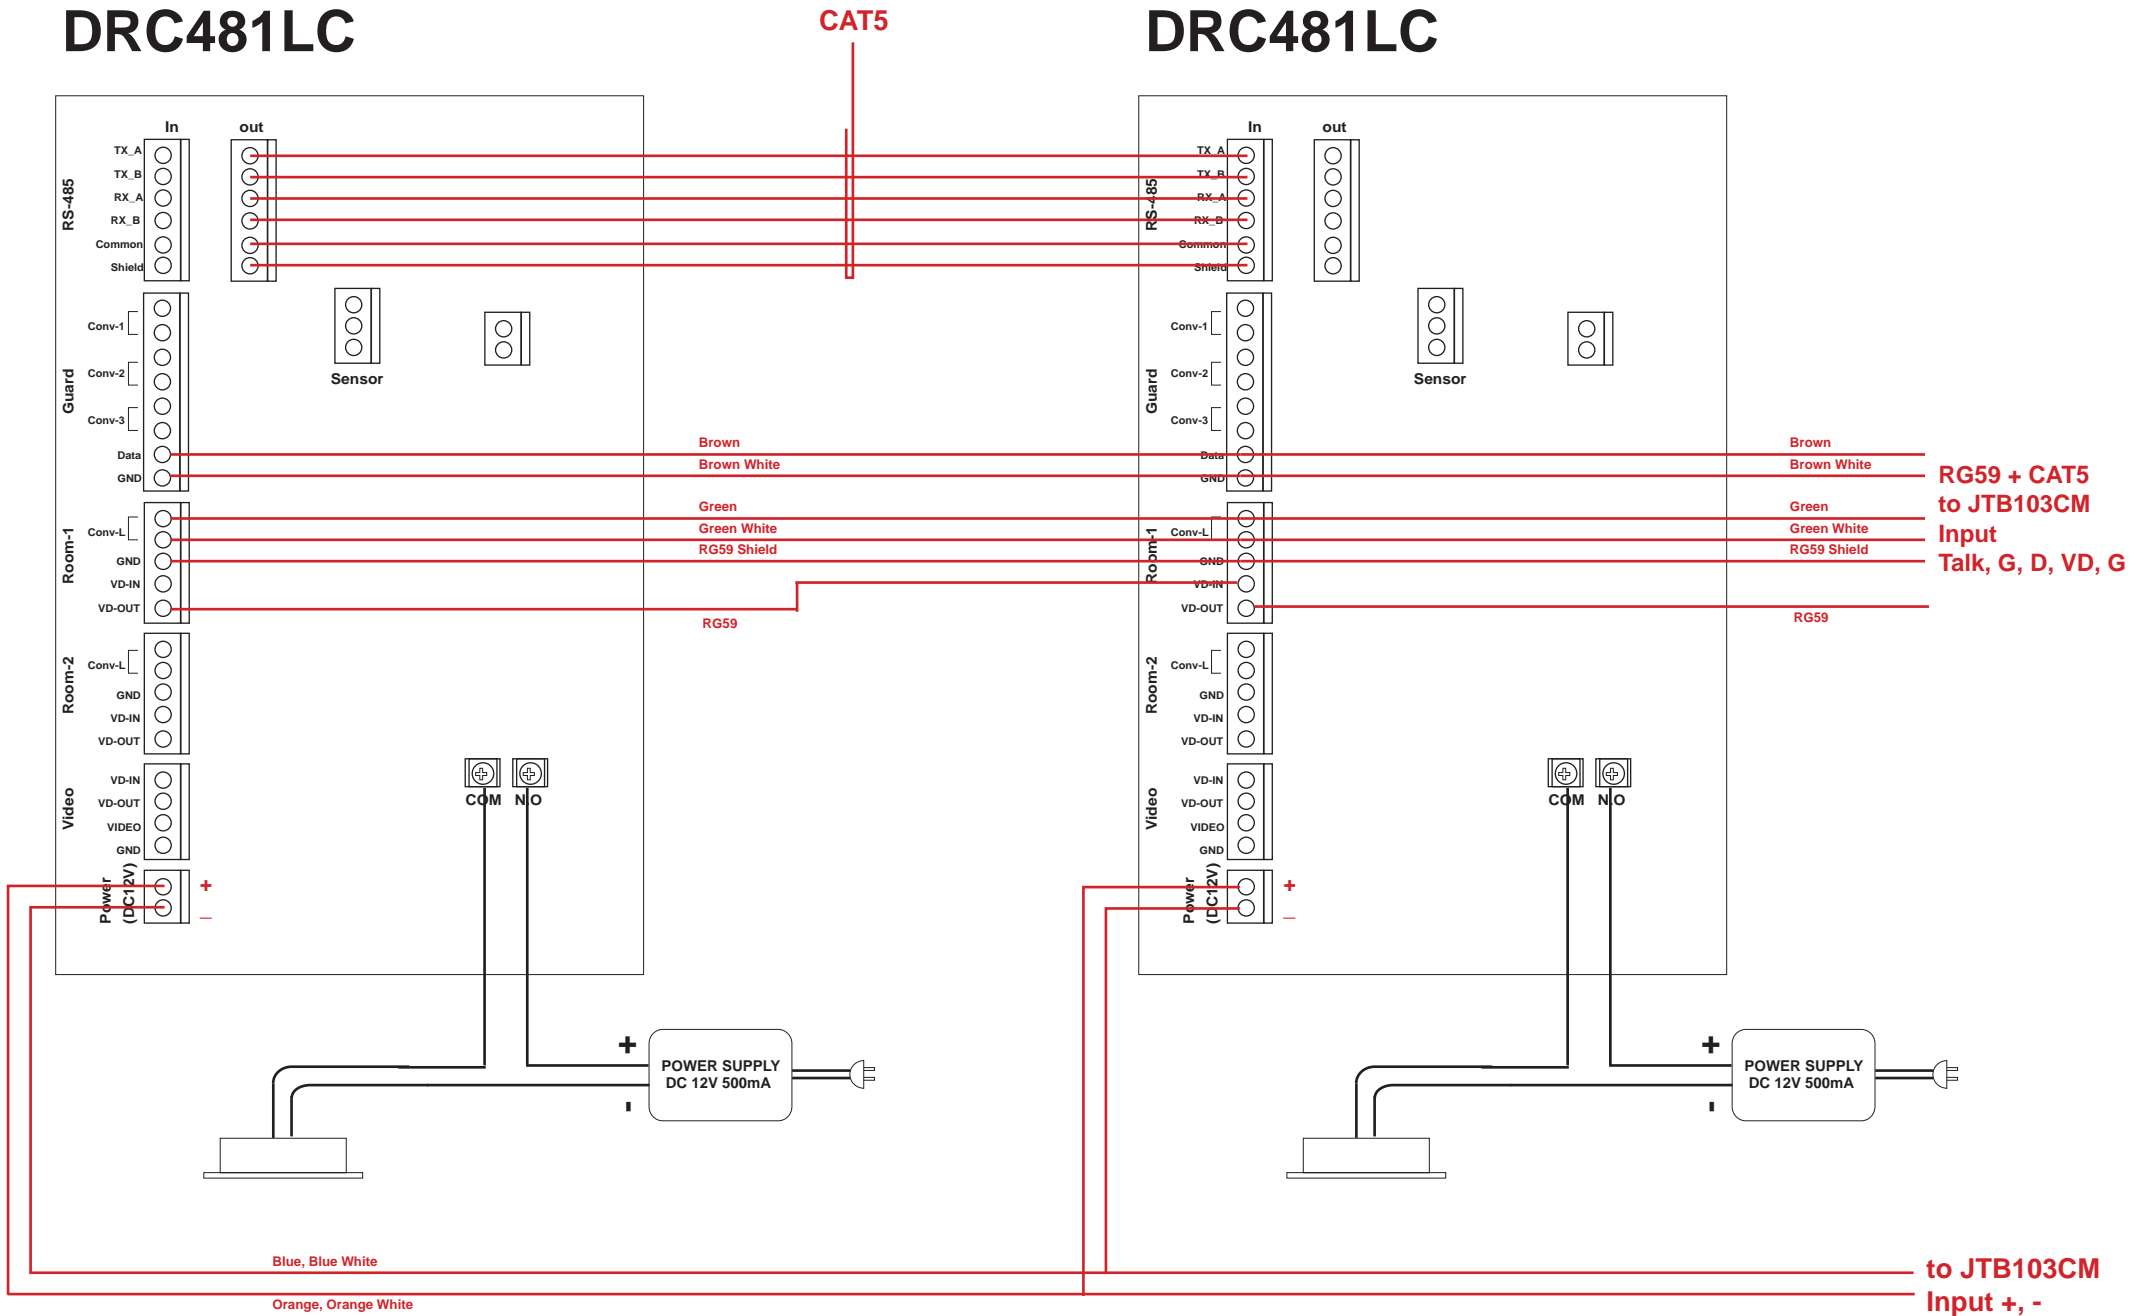 DRC481LC
CAT5
DRC481LC
In
out
RS-485
TX_A
TX_B
RX_A
RX_B
Common
Shield
Guard
Conv-1
Conv-2
Conv-3
Data
GND
Sensor
Room-1
Conv-L
GND
VD-IN
VD-OUT
Room-2
Conv-L
GND
VD-IN
VD-OUT
Video
VD-IN
VD-OUT
VIDEO
GND
Power
(DC12V)
+
_
COM
N.O
+
-
POWER SUPPLY
DC 12V 500mA
Brown
Brown White
Green
Green White
RG59 Shield
RG59
In
out
RS-485
TX_A
TX_B
RX_A
RX_B
Common
Shield
Guard
Conv-1
Conv-2
Conv-3
Data
GND
Sensor
Room-1
Conv-L
GND
VD-IN
VD-OUT
Room-2
Conv-L
GND
VD-IN
VD-OUT
Video
VD-IN
VD-OUT
VIDEO
GND
Power
(DC12V)
+
_
COM
N.O
+
-
POWER SUPPLY
DC 12V 500mA
Brown
Brown White
Green
Green White
RG59 Shield
RG59
RG59 + CAT5
to JTB103CM
Input
Talk, G, D, VD, G
Blue, Blue White
Orange, Orange White
to JTB103CM
Input +, -